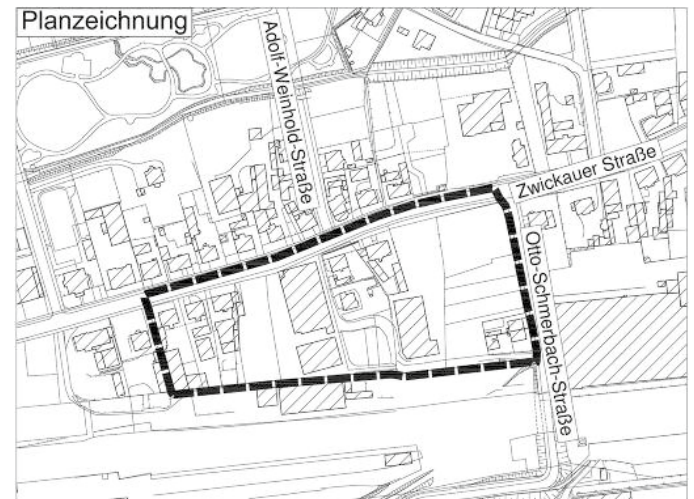 Planzeichnung
Adolf-Weinhold-Straße
Zwickauer Straße
Otto-Schmerbach-Straße